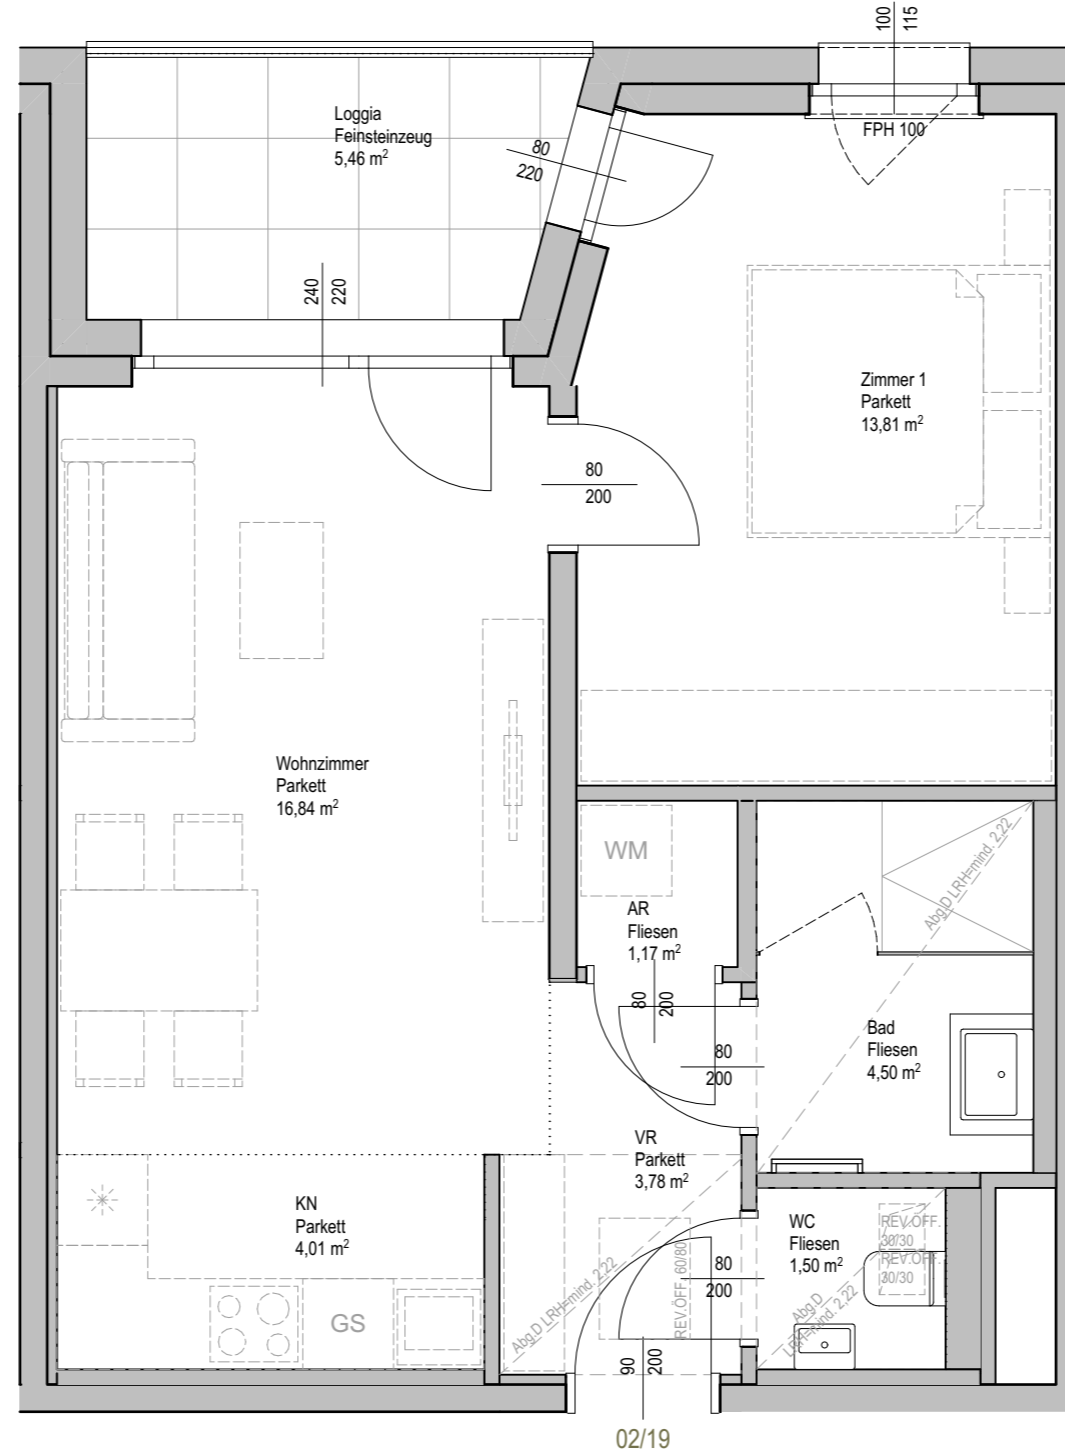 100
115
Loggia
Feinsteinzeug
5,46 m²
80
220
FPH 100
240
220
Zimmer 1
Parkett
13,81 m²
80
200
Wohnzimmer
Parkett
16,84 m²
WM
AR
Fliesen
1,17 m²
80
200
Abg.D LRH=mind. 2,22
Bad
Fliesen
4,50 m²
80
200
VR
Parkett
3,78 m²
KN
Parkett
4,01 m²
GS
Abg.D LRH=mind. 2,22
REV.ÖFF. 60/80
80
200
WC
Fliesen
1,50 m²
REV.ÖFF.
30/30
REV.ÖFF.
30/30
Abg.D
LRH=mind. 2,22
90
200
02/19